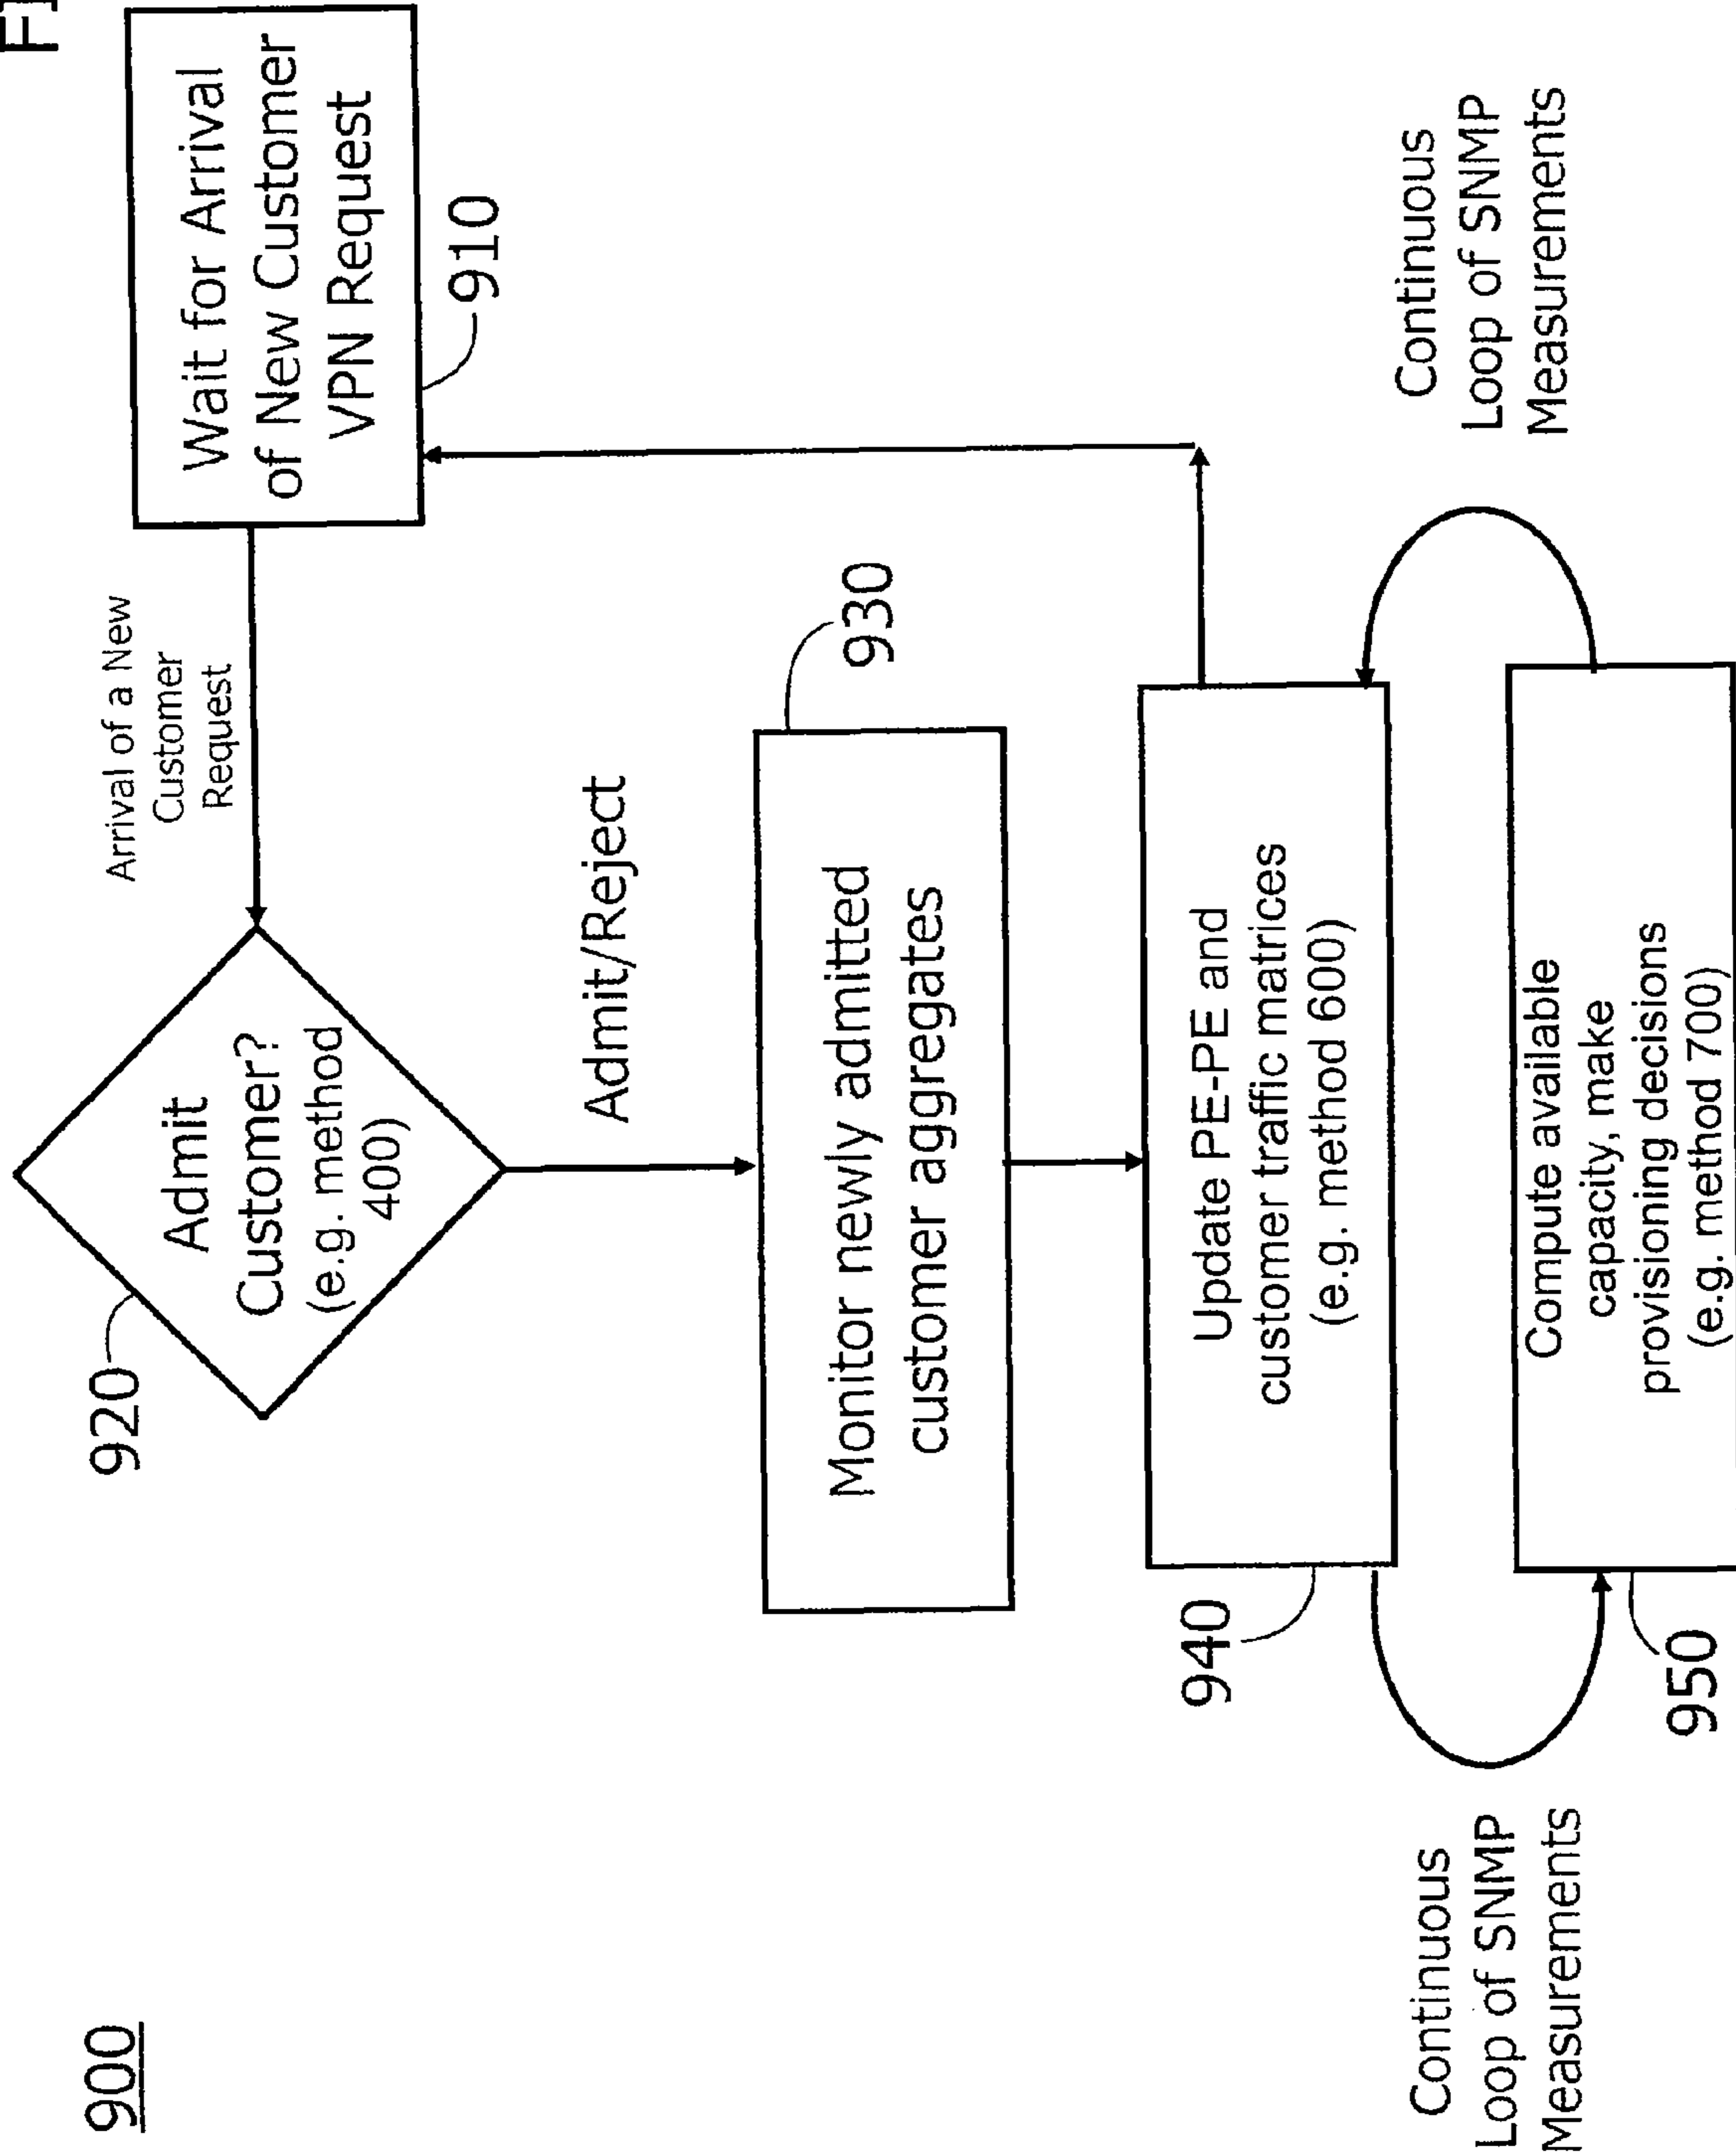 900
Wait for Arrival
of New Customer
VPN Request
910
Arrival of a New
Customer
Request
920
Admit
Customer?
(e.g. method
400)
Admit/Reject
930
Monitor newly admitted
customer aggregates
940
Update PE-PE and
customer traffic matrices
(e.g. method 600)
Continuous
Loop of SNMP
Measurements
Continuous
Loop of SNMP
Measurements
950
Compute available
capacity, make
provisioning decisions
(e.g. method 700)